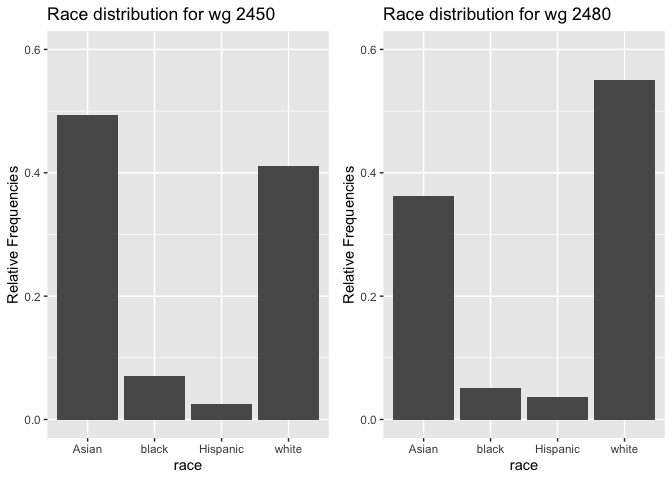 Race distribution for wg 2450
0.6
0.4
0.2
0.0
Relative Frequencies
Asian black Hispanic white
race
Race distribution for wg 2480
0.6
0.4
0.2
0.0
Relative Frequencies
Asian black Hispanic white
race